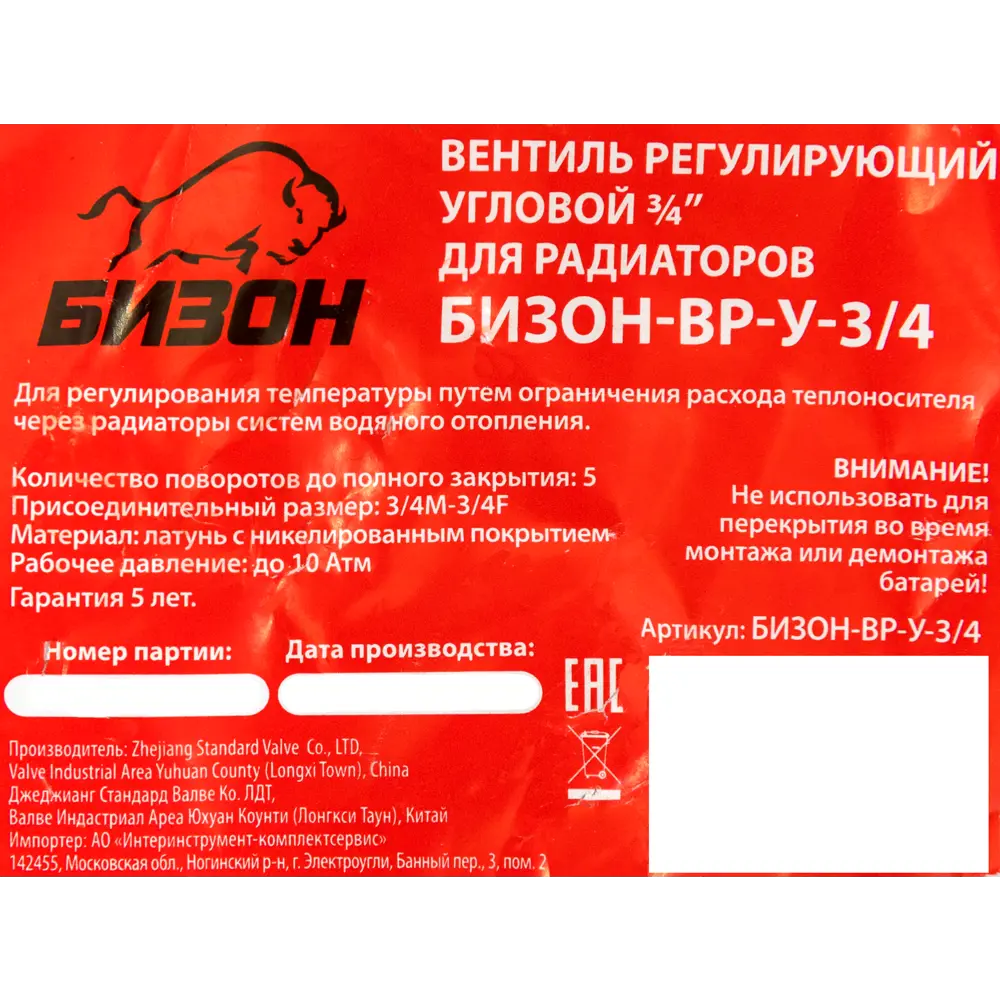 БИЗОН
ВЕНТИЛЬ РЕГУЛИРУЮЩИЙ
УГЛОВОЙ ¾”
ДЛЯ РАДИАТОРОВ
БИЗОН-ВР-У-3/4
Для регулирования температуры путем ограничения расхода теплоносителя
через радиаторы систем водяного отопления.
Количество поворотов до полного закрытия: 5
Присоединительный размер: 3/4M-3/4F
Материал: латунь с никелированным покрытием
Рабочее давление: до 10 Атм
Гарантия 5 лет.
ВНИМАНИЕ!
Не использовать для
перекрытия во время
монтажа или демонтажа
батарей!
Артикул: БИЗОН-ВР-У-3/4
Номер партии:
Дата производства:
EAC
Производитель: Zhejiang Standard Valve Co., LTD,
Valve Industrial Area Yuhuan County (Longxi Town), China
Джеджианг Стандард Валве Ко. ЛДТ,
Валве Индастриал Ареа Юхуан Коунти (Лонгкси Таун), Китай
Импортер: АО «Интеринструмент-комплектсервис»
142455, Московская обл., Ногинский р-н, г. Электроугли, Банный пер., 3, пом. 2